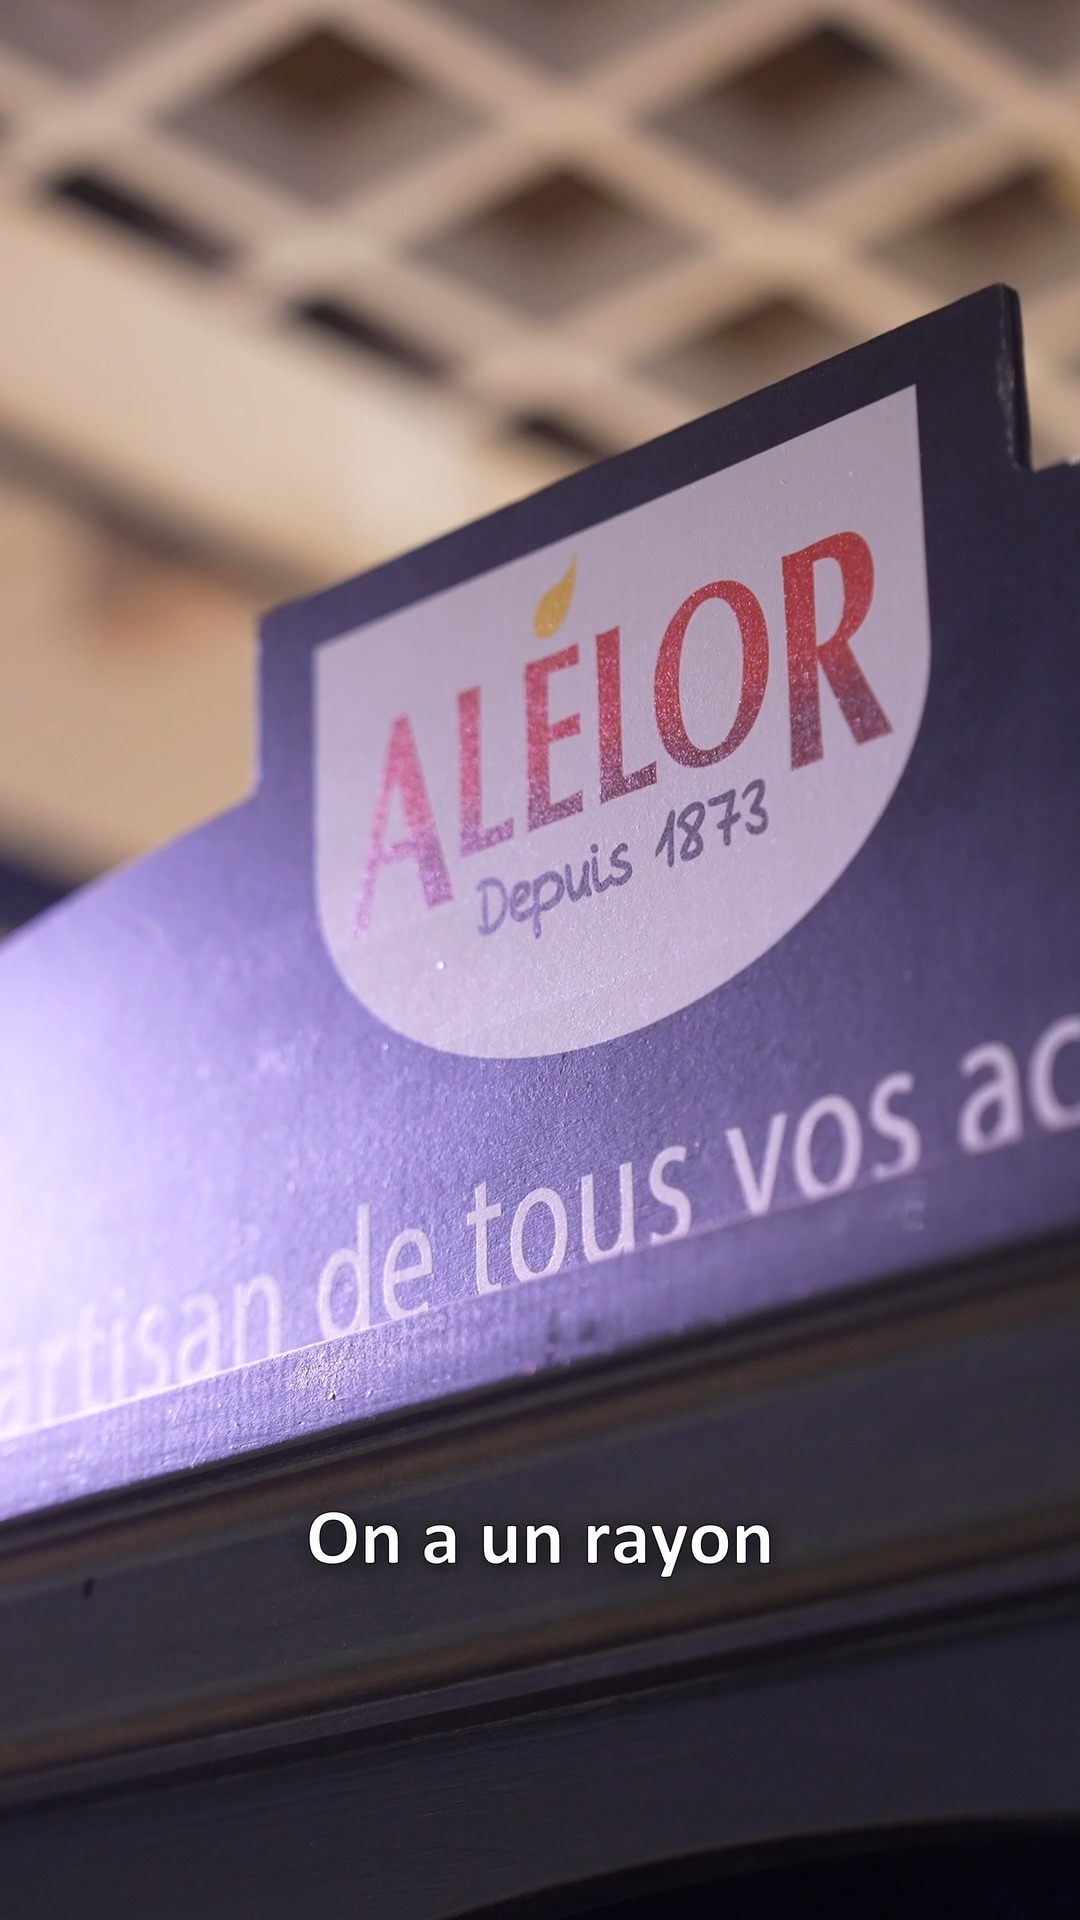 ALÉLOR
Depuis 1873
artisan de tous vos ac
On a un rayon